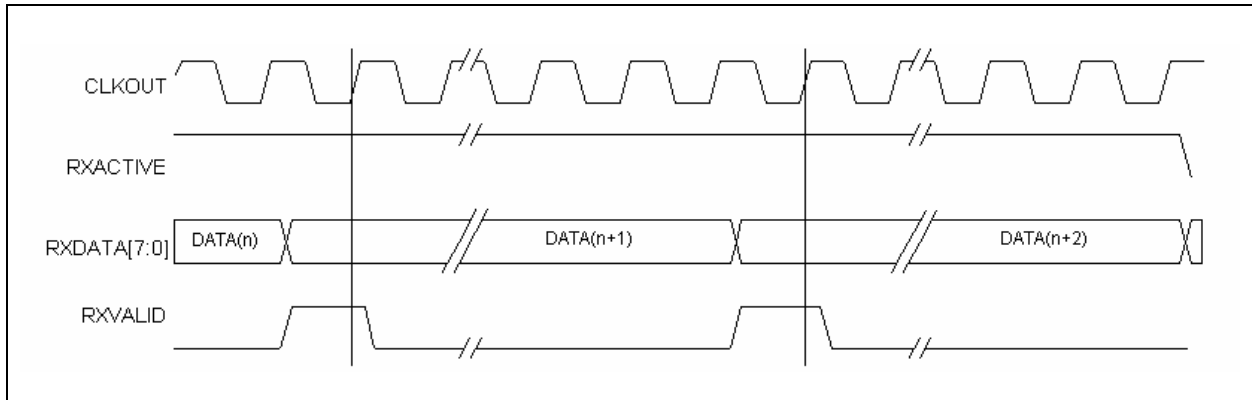 CLKOUT
RXACTIVE
RXDATA[7:0]
DATA(n)
DATA(n+1)
DATA(n+2)
RXVALID